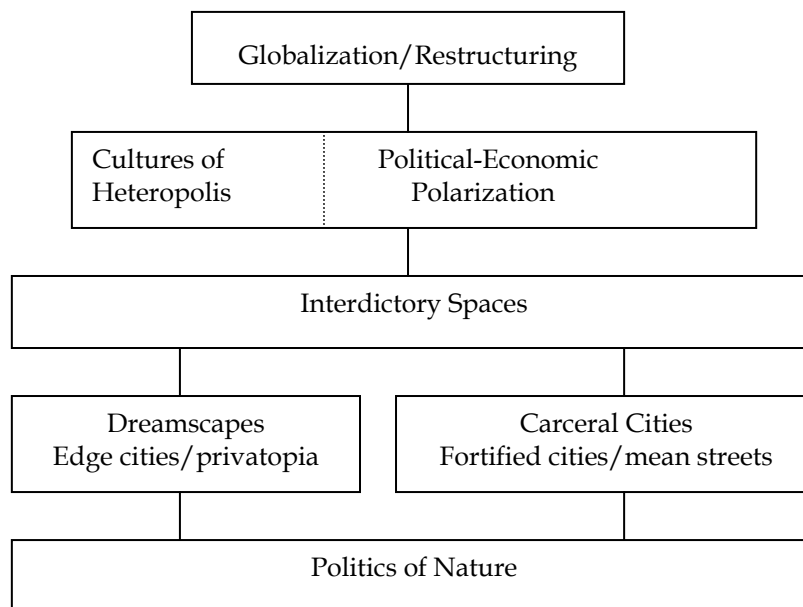 Globalization/Restructuring
Cultures of
Heteropolis
Political-Economic
Polarization
Interdictory Spaces
Dreamscapes
Edge cities/privatopia
Carceral Cities
Fortified cities/mean streets
Politics of Nature